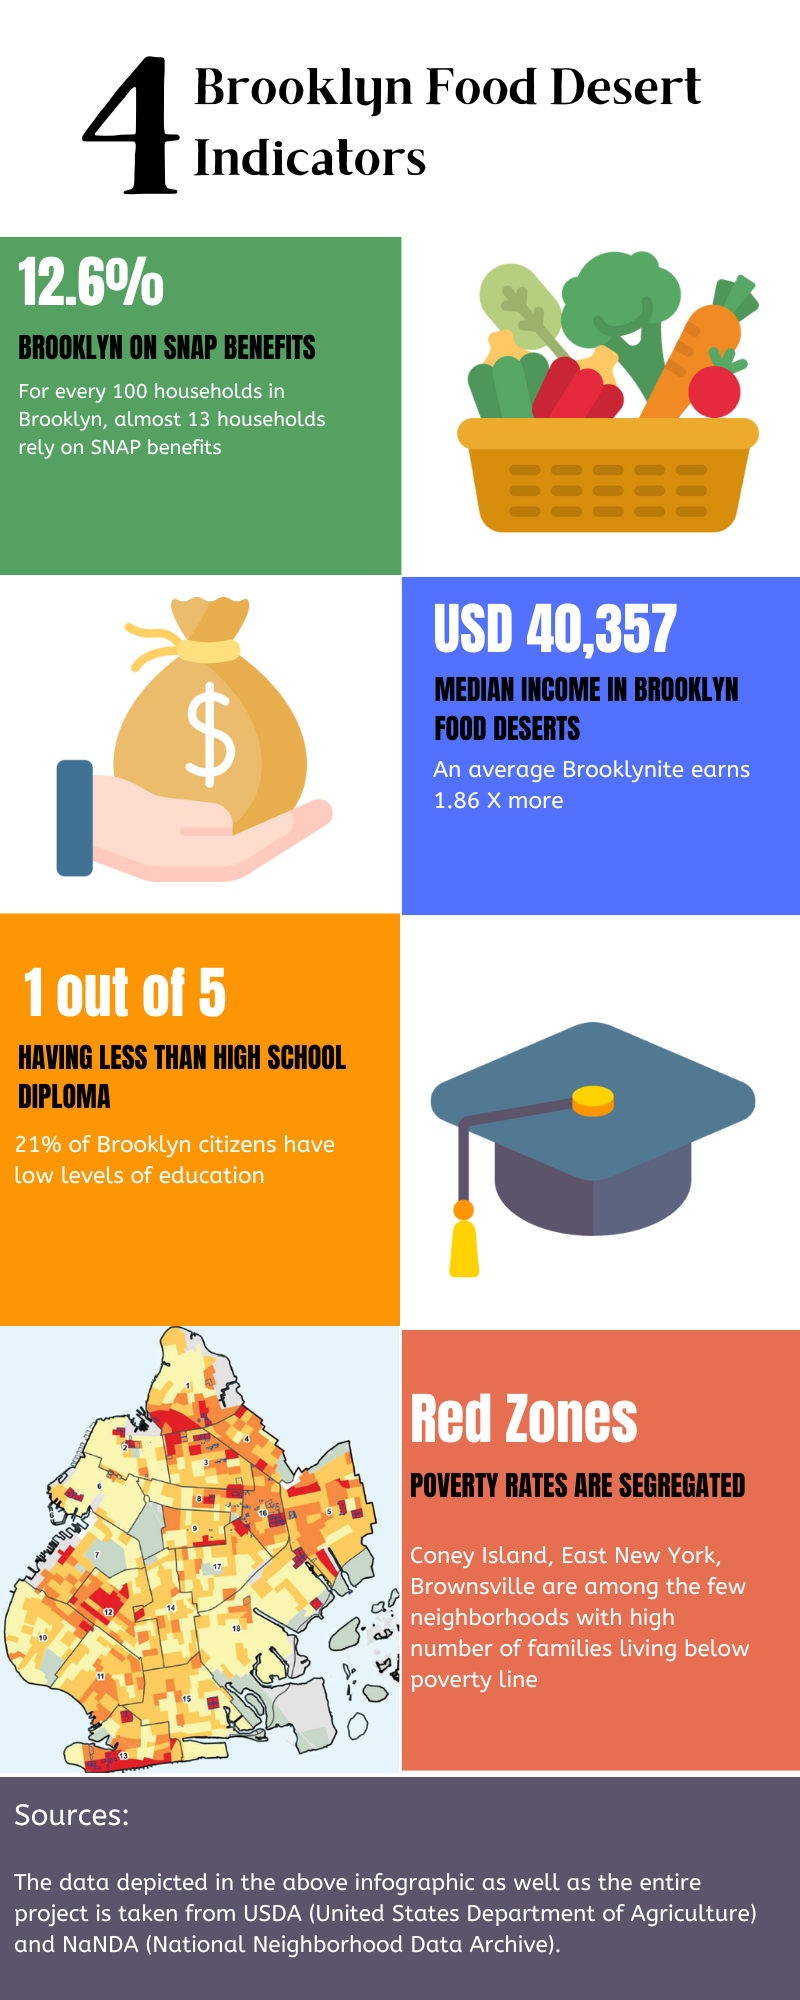 4
Brooklyn Food Desert
Indicators
12.6%
BROOKLYN ON SNAP BENEFITS
For every 100 households in
Brooklyn, almost 13 households
rely on SNAP benefits
$
USD 40,357
MEDIAN INCOME IN BROOKLYN
FOOD DESERTS
An average Brooklynite earns
1.86 X more
1 out of 5
HAVING LESS THAN HIGH SCHOOL
DIPLOMA
21% of Brooklyn citizens have
low levels of education
1
2
4
3
6
8
16
5
6
9
7
17
12
14
18
10
11
15
13
Red Zones
POVERTY RATES ARE SEGREGATED
Coney Island, East New York,
Brownsville are among the few
neighborhoods with high
number of families living below
poverty line
Sources:
The data depicted in the above infographic as well as the entire
project is taken from USDA (United States Department of Agriculture)
and NaNDA (National Neighborhood Data Archive).